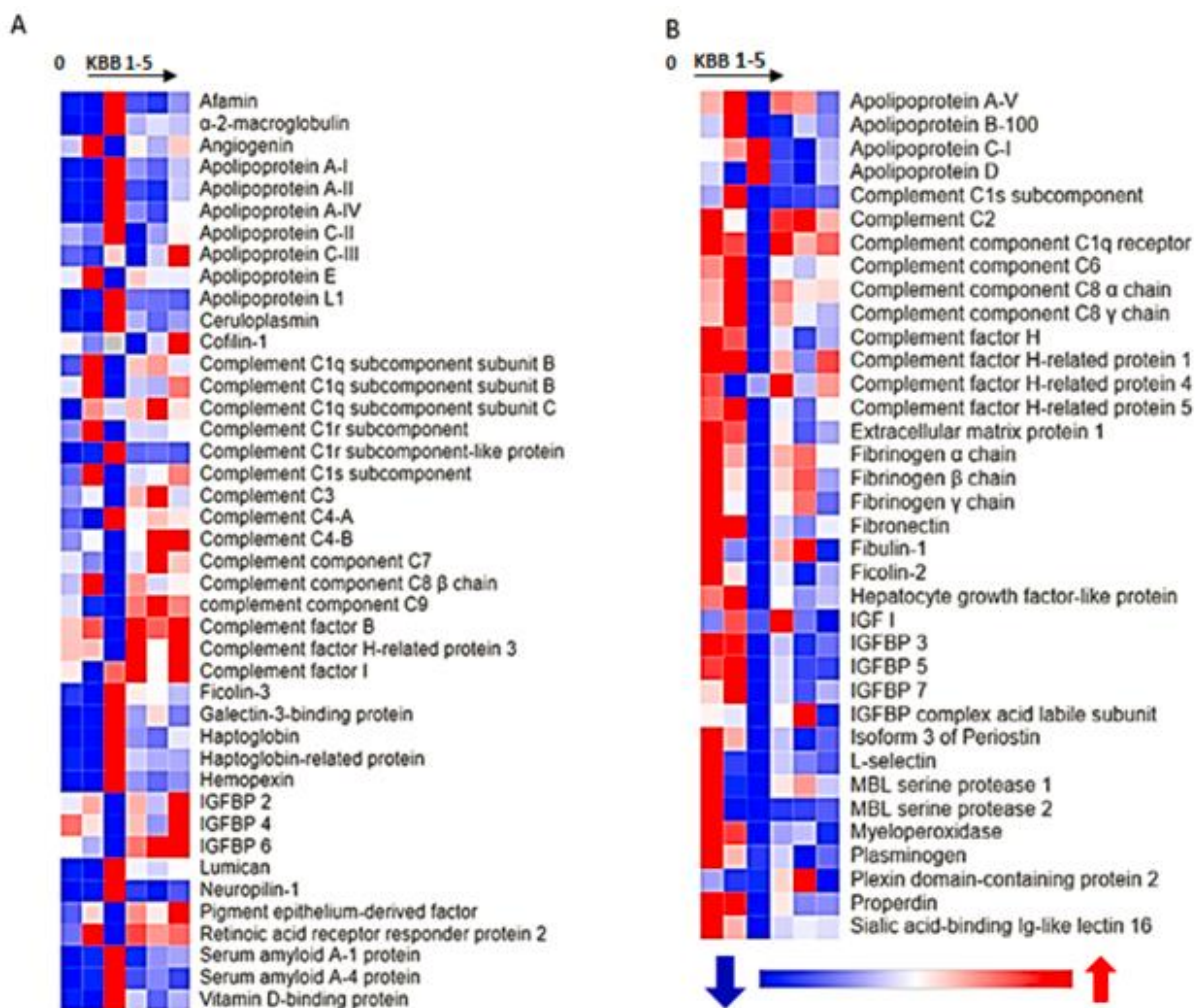 A
0 KBB 1-5
Afamin
α-2-macroglobulin
Angiogenin
Apolipoprotein A-I
Apolipoprotein A-II
Apolipoprotein A-IV
Apolipoprotein C-II
Apolipoprotein C-III
Apolipoprotein E
Apolipoprotein L1
Ceruloplasmin
Cofilin-1
Complement C1q subcomponent subunit B
Complement C1q subcomponent subunit B
Complement C1q subcomponent subunit C
Complement C1r subcomponent
Complement C1r subcomponent-like protein
Complement C1s subcomponent
Complement C3
Complement C4-A
Complement C4-B
Complement component C7
Complement component C8 β chain
complement component C9
Complement factor B
Complement factor H-related protein 3
Complement factor I
Ficolin-3
Galectin-3-binding protein
Haptoglobin
Haptoglobin-related protein
Hemopexin
IGFBP 2
IGFBP 4
IGFBP 6
Lumican
Neuropilin-1
Pigment epithelium-derived factor
Retinoic acid receptor responder protein 2
Serum amyloid A-1 protein
Serum amyloid A-4 protein
Vitamin D-binding protein
B
0 KBB 1-5
Apolipoprotein A-V
Apolipoprotein B-100
Apolipoprotein C-I
Apolipoprotein D
Complement C1s subcomponent
Complement C2
Complement component C1q receptor
Complement component C6
Complement component C8 α chain
Complement component C8 γ chain
Complement factor H
Complement factor H-related protein 1
Complement factor H-related protein 4
Complement factor H-related protein 5
Extracellular matrix protein 1
Fibrinogen α chain
Fibrinogen β chain
Fibrinogen γ chain
Fibronectin
Fibulin-1
Ficolin-2
Hepatocyte growth factor-like protein
IGF I
IGFBP 3
IGFBP 5
IGFBP 7
IGFBP complex acid labile subunit
Isoform 3 of Periostin
L-selectin
MBL serine protease 1
MBL serine protease 2
Myeloperoxidase
Plasminogen
Plexin domain-containing protein 2
Properdin
Sialic acid-binding Ig-like lectin 16